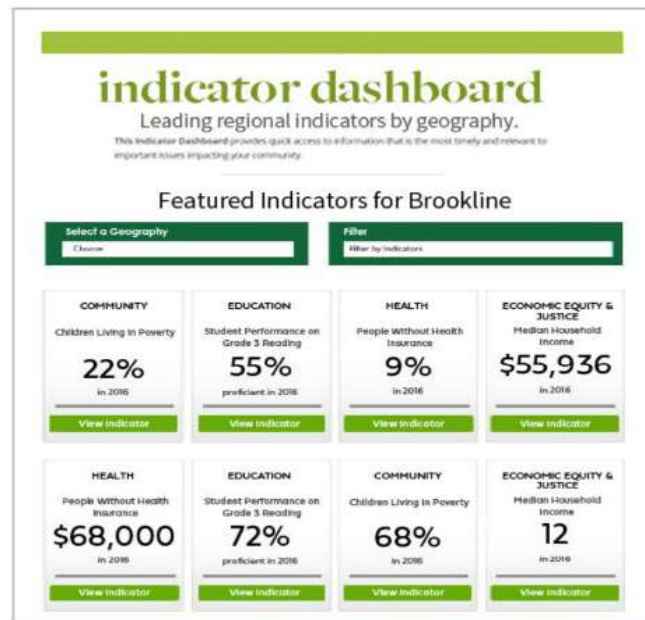 indicator dashboard
Leading regional indicators by geography.
This Indicator Dashboard provides quick access to information that is the most timely and relevant to
important issues impacting your community.
Featured Indicators for Brookline
Select a Geography
Choose
Filter
Filter by Indicators
COMMUNITY
Children Living in Poverty
22%
in 2016
View Indicator
EDUCATION
Student Performance on
Grade 3 Reading
55%
proficient in 2016
View Indicator
HEALTH
People Without Health
Insurance
9%
in 2016
View Indicator
ECONOMIC EQUITY &
JUSTICE
Median Household
Income
$55,936
in 2016
View Indicator
HEALTH
People Without Health
Insurance
$68,000
in 2016
View Indicator
EDUCATION
Student Performance on
Grade 3 Reading
72%
proficient in 2016
View Indicator
COMMUNITY
Children Living in Poverty
68%
in 2016
View Indicator
ECONOMIC EQUITY &
JUSTICE
Median Household
Income
12
in 2016
View Indicator